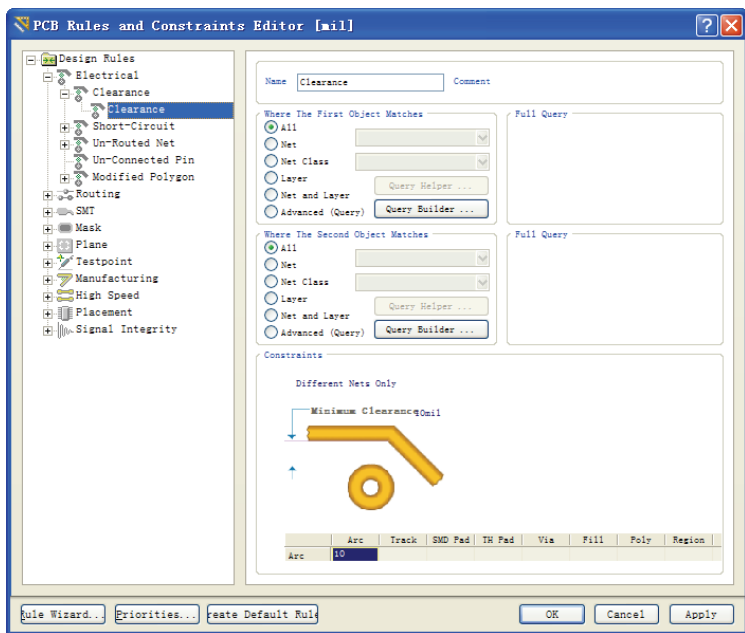 PCB Rules and Constraints Editor [mil]
Design Rules
Electrical
Clearance
Clearance
Short-Circuit
Un-Routed Net
Un-Connected Pin
Modified Polygon
Routing
SMT
Mask
Plane
Testpoint
Manufacturing
High Speed
Placement
Signal Integrity
Name Clearance Comment
Where The First Object Matches
All
Net
Net Class
Layer
Net and Layer
Advanced (Query)
Query Helper ...
Query Builder ...
Full Query
Where The Second Object Matches
All
Net
Net Class
Layer
Net and Layer
Advanced (Query)
Query Helper ...
Query Builder ...
Full Query
Constraints
Different Nets Only
Minimum Clearance 0mil
Arc Track SMD Pad TH Pad Via Fill Poly Region
Arc 10
Rule Wizard... Priorities... reate Default Rule OK Cancel Apply